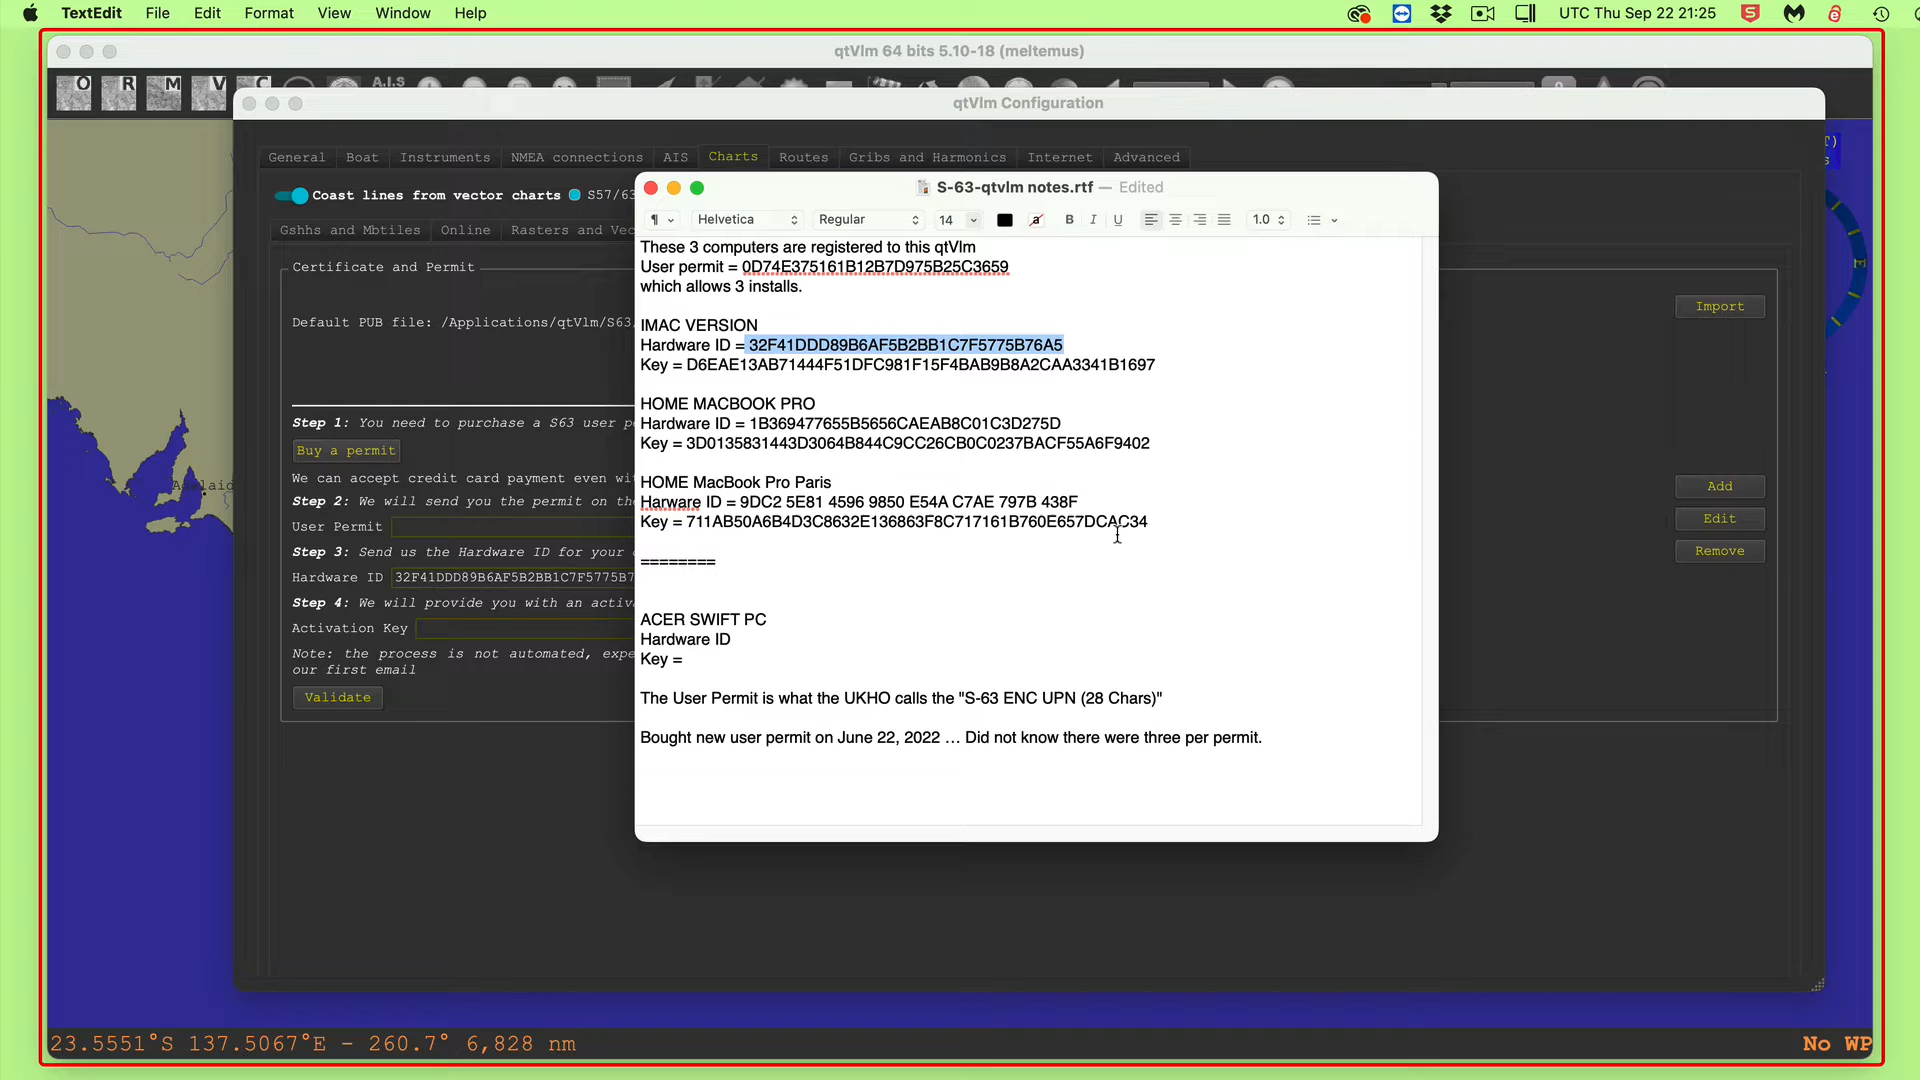 TextEdit File Edit Format View Window Help UTC Thu Sep 22 21:25
qtVlm 64 bits 5.10-18 (meltemus)
O R M V C A.I.S
qtVlm Configuration
General Boat Instruments NMEA connections AIS Charts Routes Gribs and Harmonics Internet Advanced
Coast lines from vector charts S57/63
Gshhs and Mbtiles Online Rasters and Vec
Certificate and Permit
Import
Default PUB file: /Applications/qtVlm/S63
Step 1: You need to purchase a S63 user p
Buy a permit
We can accept credit card payment even wi
Step 2: We will send you the permit on th
User Permit
Step 3: Send us the Hardware ID for your
Hardware ID 32F41DDD89B6AF5B2BB1C7F5775B7
Step 4: We will provide you with an activ
Activation Key
Note: the process is not automated, expe
our first email
Validate
Add
Edit
Remove
S-63-qtvlm notes.rtf — Edited
Helvetica Regular 14 B I U 1.0
These 3 computers are registered to this qtVlm
User permit = 0D74E375161B12B7D975B25C3659
which allows 3 installs.
IMAC VERSION
Hardware ID = 32F41DDD89B6AF5B2BB1C7F5775B76A5
Key = D6EAE13AB71444F51DFC981F15F4BAB9B8A2CAA3341B1697
HOME MACBOOK PRO
Hardware ID = 1B369477655B5656CAEAB8C01C3D275D
Key = 3D0135831443D3064B844C9CC26CB0C0237BACF55A6F9402
HOME MacBook Pro Paris
Harware ID = 9DC2 5E81 4596 9850 E54A C7AE 797B 438F
Key = 711AB50A6B4D3C8632E136863F8C717161B760E657DCAC34
========
ACER SWIFT PC
Hardware ID
Key =
The User Permit is what the UKHO calls the "S-63 ENC UPN (28 Chars)"
Bought new user permit on June 22, 2022 … Did not know there were three per permit.
Adelaid
23.5551°S 137.5067°E - 260.7° 6,828 nm
No WP